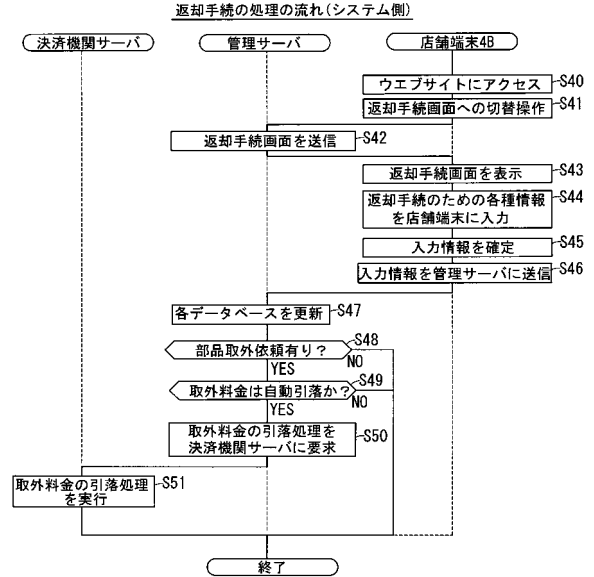 返却手続の処理の流れ(システム側)
決済機関サーバ
管理サーバ
店舗端末4B
ウエブサイトにアクセス
S40
返却手続画面への切替操作
S41
返却手続画面を送信
S42
返却手続画面を表示
S43
返却手続のための各種情報
を店舗端末に入力
S44
入力情報を確定
S45
入力情報を管理サーバに送信
S46
各データベースを更新
S47
部品取外依頼有り?
S48
YES
NO
取外料金は自動引落か?
S49
YES
NO
取外料金の引落処理を
決済機関サーバに要求
S50
取外料金の引落処理
を実行
S51
終了